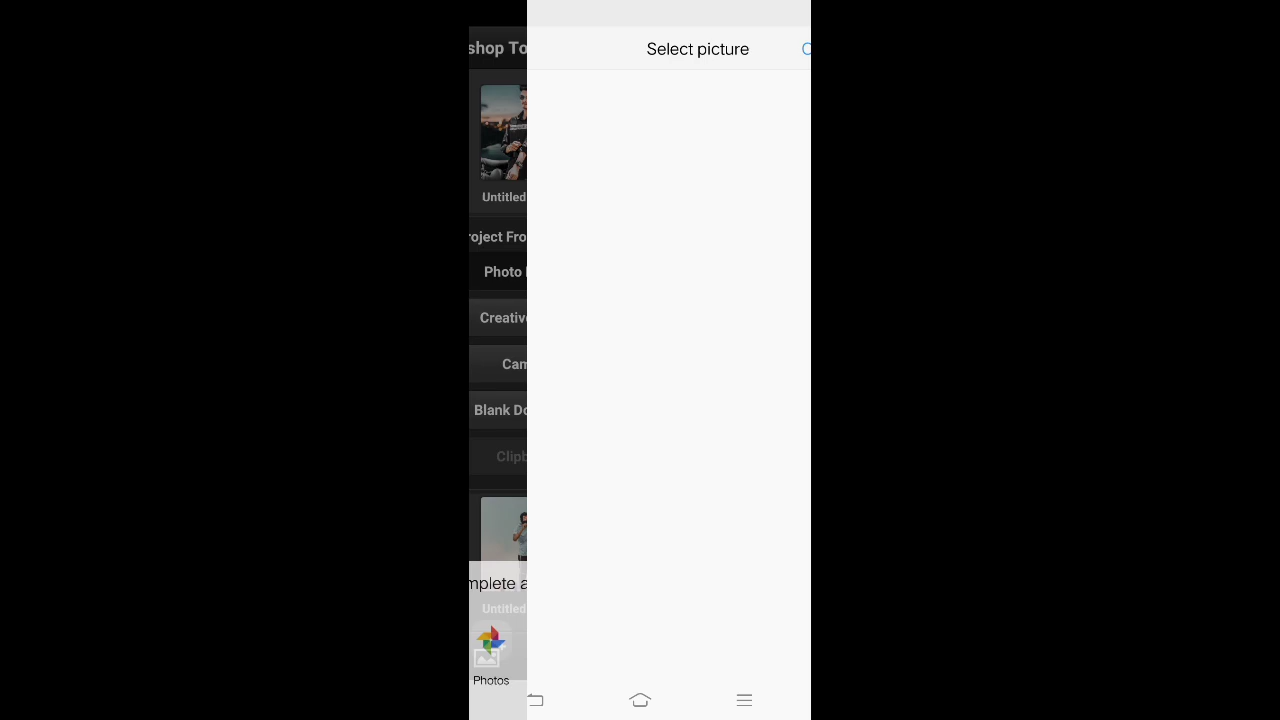 shop To
Select picture
Untitled
roject Fro
Photo
Creative
Cam
Blank Do
Clipb
mplete a
Untitled
Photos